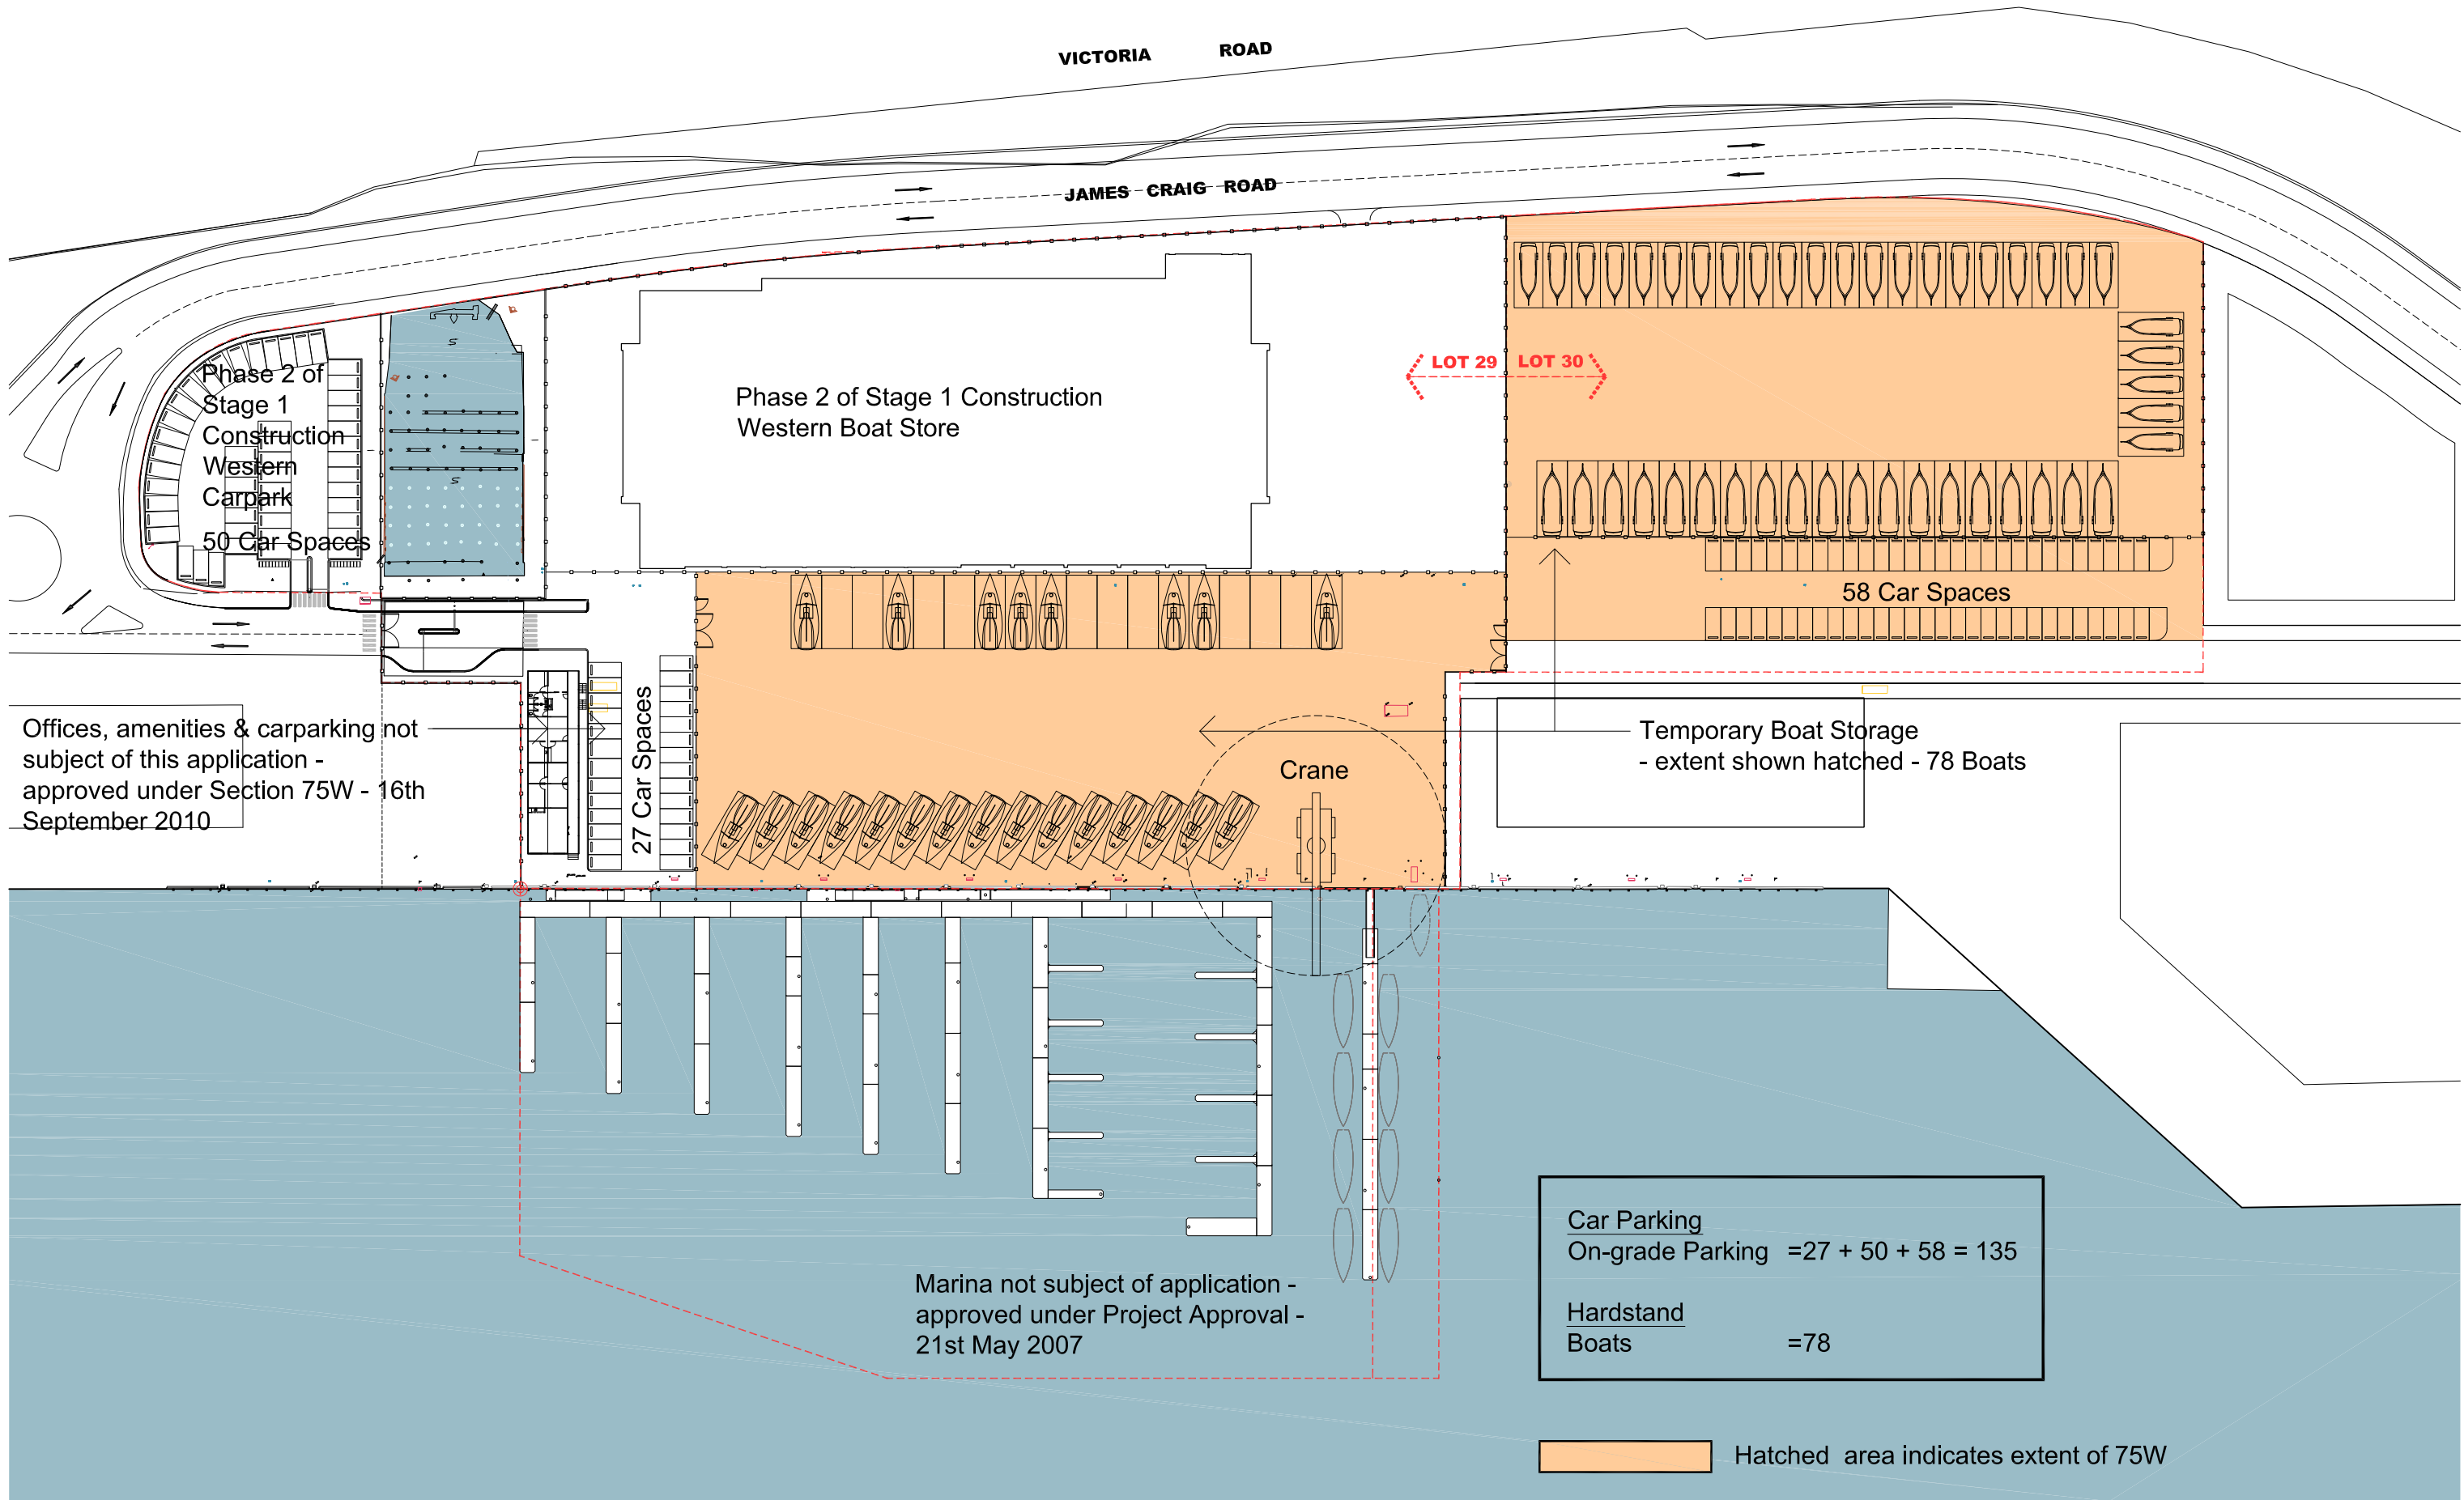 VICTORIA ROAD
JAMES CRAIG ROAD
LOT 29 LOT 30
Phase 2 of
Stage 1
Construction
Western
Carpark
50 Car Spaces
Phase 2 of Stage 1 Construction
Western Boat Store
58 Car Spaces
27 Car Spaces
Offices, amenities & carparking not
subject of this application -
approved under Section 75W - 16th
September 2010
Crane
Temporary Boat Storage
- extent shown hatched - 78 Boats
Marina not subject of application -
approved under Project Approval -
21st May 2007
Car Parking
On-grade Parking =27 + 50 + 58 = 135
Hardstand
Boats =78
Hatched area indicates extent of 75W